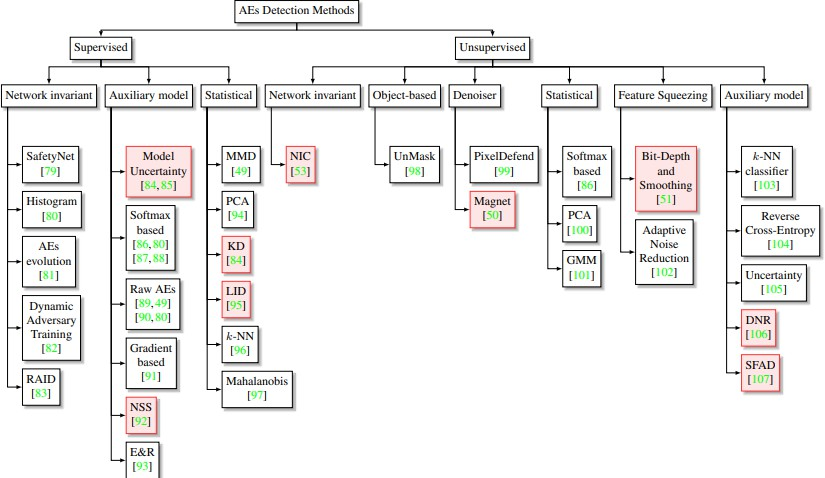 AEs Detection Methods
Supervised
Unsupervised
Network invariant
Auxiliary model
Statistical
Network invariant
Object-based
Denoiser
Statistical
Feature Squeezing
Auxiliary model
SafetyNet
[79]
Histogram
[80]
AEs
evolution
[81]
Dynamic
Adversary
Training
[82]
RAID
[83]
Model
Uncertainty
[84,85]
Softmax
based
[86,80]
[87,88]
Raw AEs
[89,49]
[90,80]
Gradient
based
[91]
NSS
[92]
E&R
[93]
MMD
[49]
PCA
[94]
KD
[84]
LID
[95]
k-NN
[96]
Mahalanobis
[97]
NIC
[53]
UnMask
[98]
PixelDefend
[99]
Magnet
[50]
Softmax
based
[86]
PCA
[100]
GMM
[101]
Bit-Depth
and
Smoothing
[51]
Adaptive
Noise
Reduction
[102]
k-NN
classifier
[103]
Reverse
Cross-Entropy
[104]
Uncertainty
[105]
DNR
[106]
SFAD
[107]